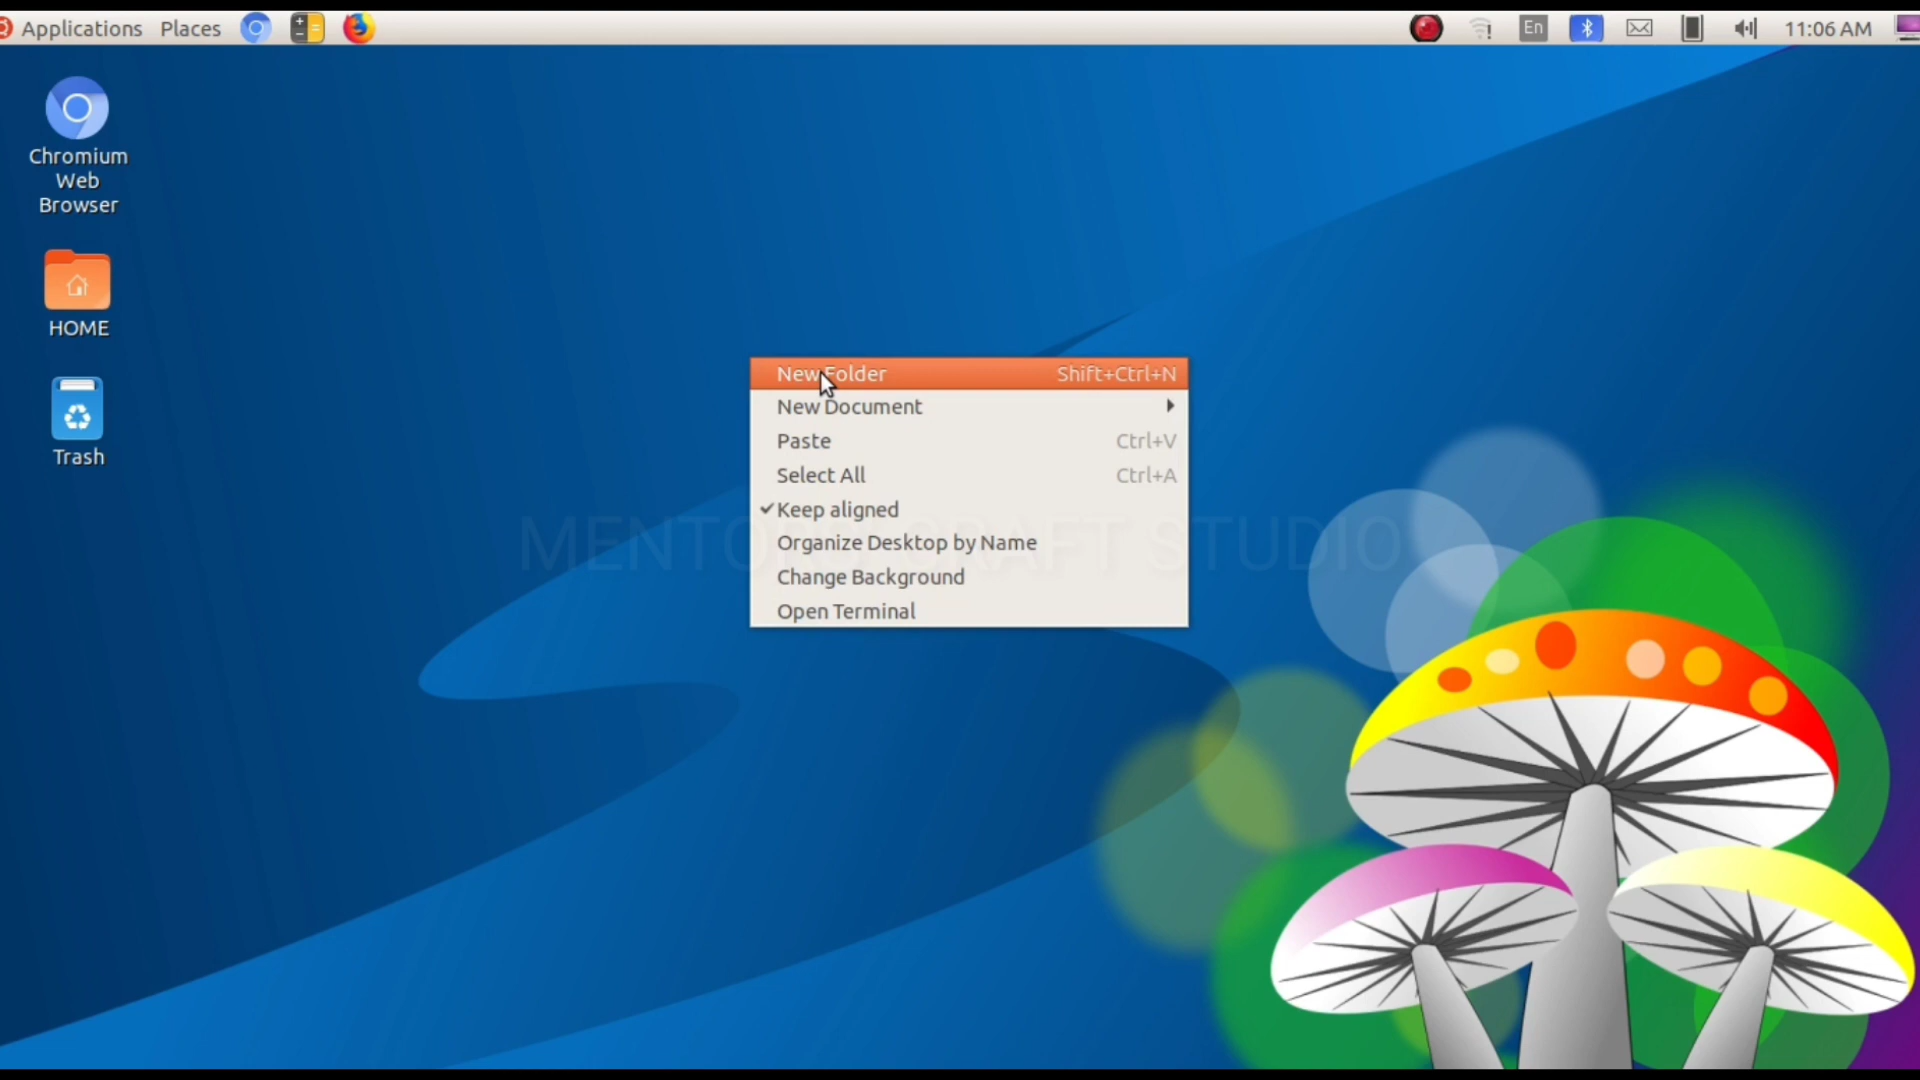 Applications Places
En
11:06 AM
Chromium
Web
Browser
HOME
Trash
New Folder Shift+Ctrl+N
New Document
Paste Ctrl+V
Select All Ctrl+A
Keep aligned
Organize Desktop by Name
Change Background
Open Terminal
CRAFT STUDIO